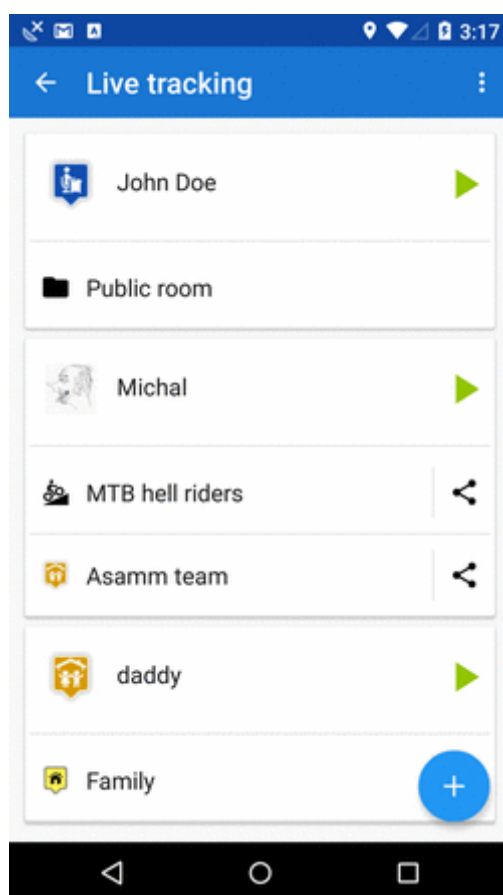 3:17
Live tracking
John Doe
Public room
Michal
MTB hell riders
Asamm team
daddy
Family